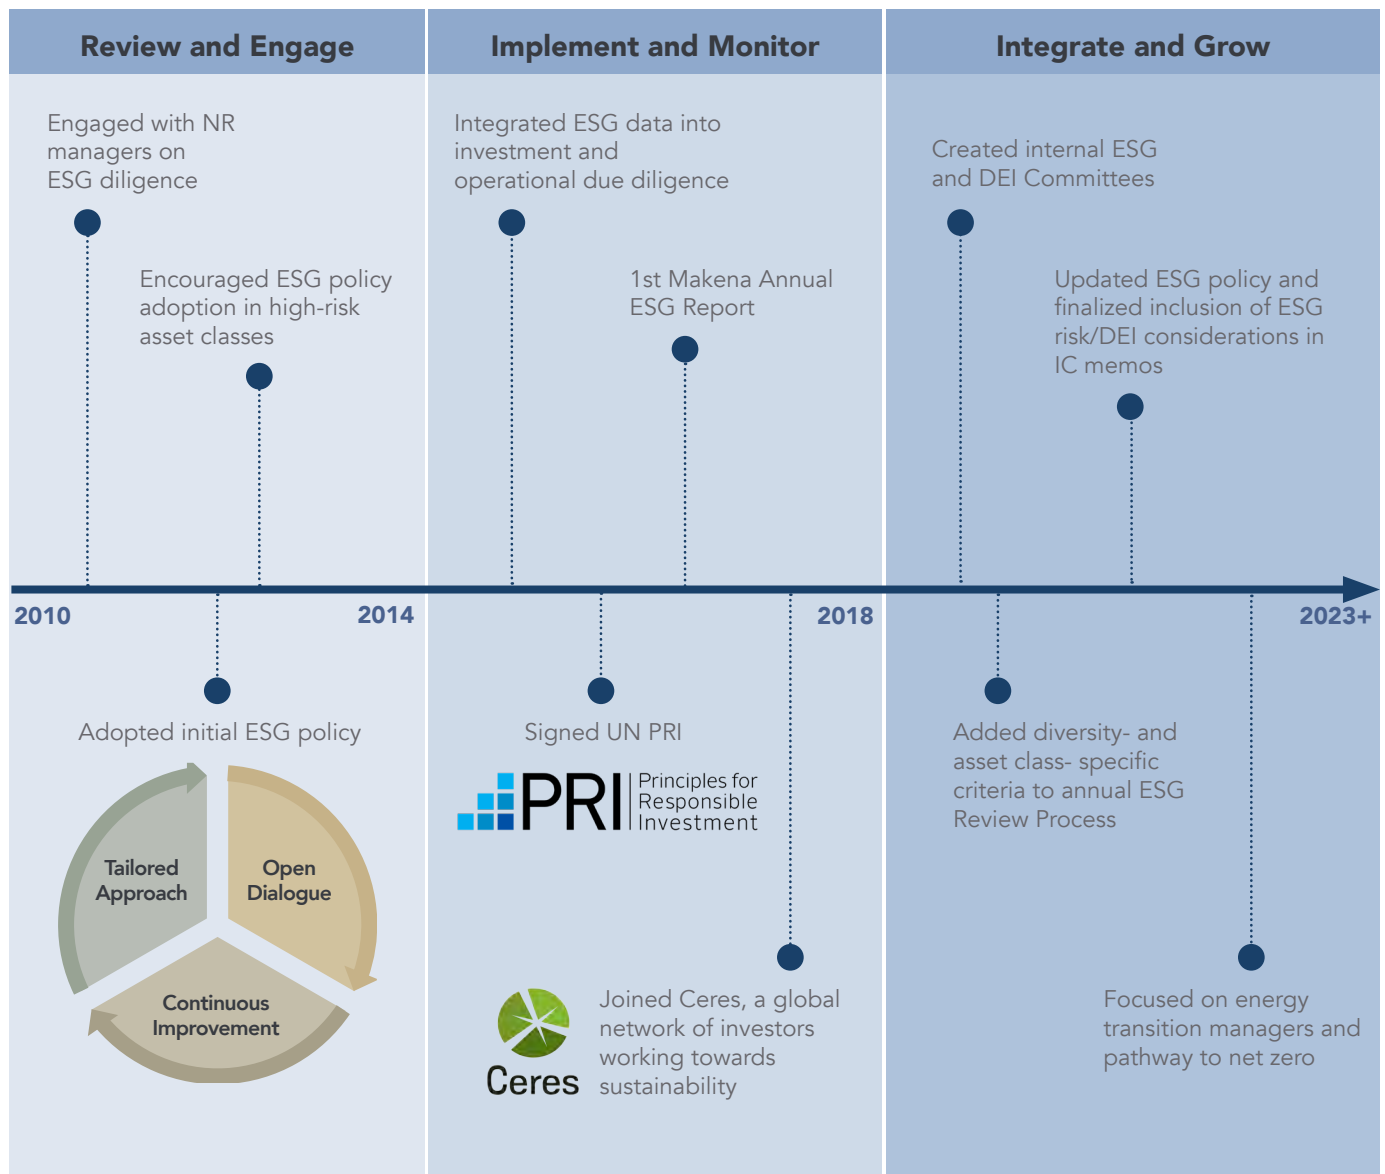 Review and Engage
Implement and Monitor
Integrate and Grow
Engaged with NR
managers on
ESG diligence
Encouraged ESG policy
adoption in high-risk
asset classes
Integrated ESG data into
investment and
operational due diligence
1st Makena Annual
ESG Report
Created internal ESG
and DEI Committees
Updated ESG policy and
finalized inclusion of ESG
risk/DEI considerations in
IC memos
2010
2014
2018
2023+
Adopted initial ESG policy
Tailored
Approach
Open
Dialogue
Continuous
Improvement
Signed UN PRI
PRI
Principles for
Responsible
Investment
Ceres
Joined Ceres, a global
network of investors
working towards
sustainability
Added diversity- and
asset class- specific
criteria to annual ESG
Review Process
Focused on energy
transition managers and
pathway to net zero